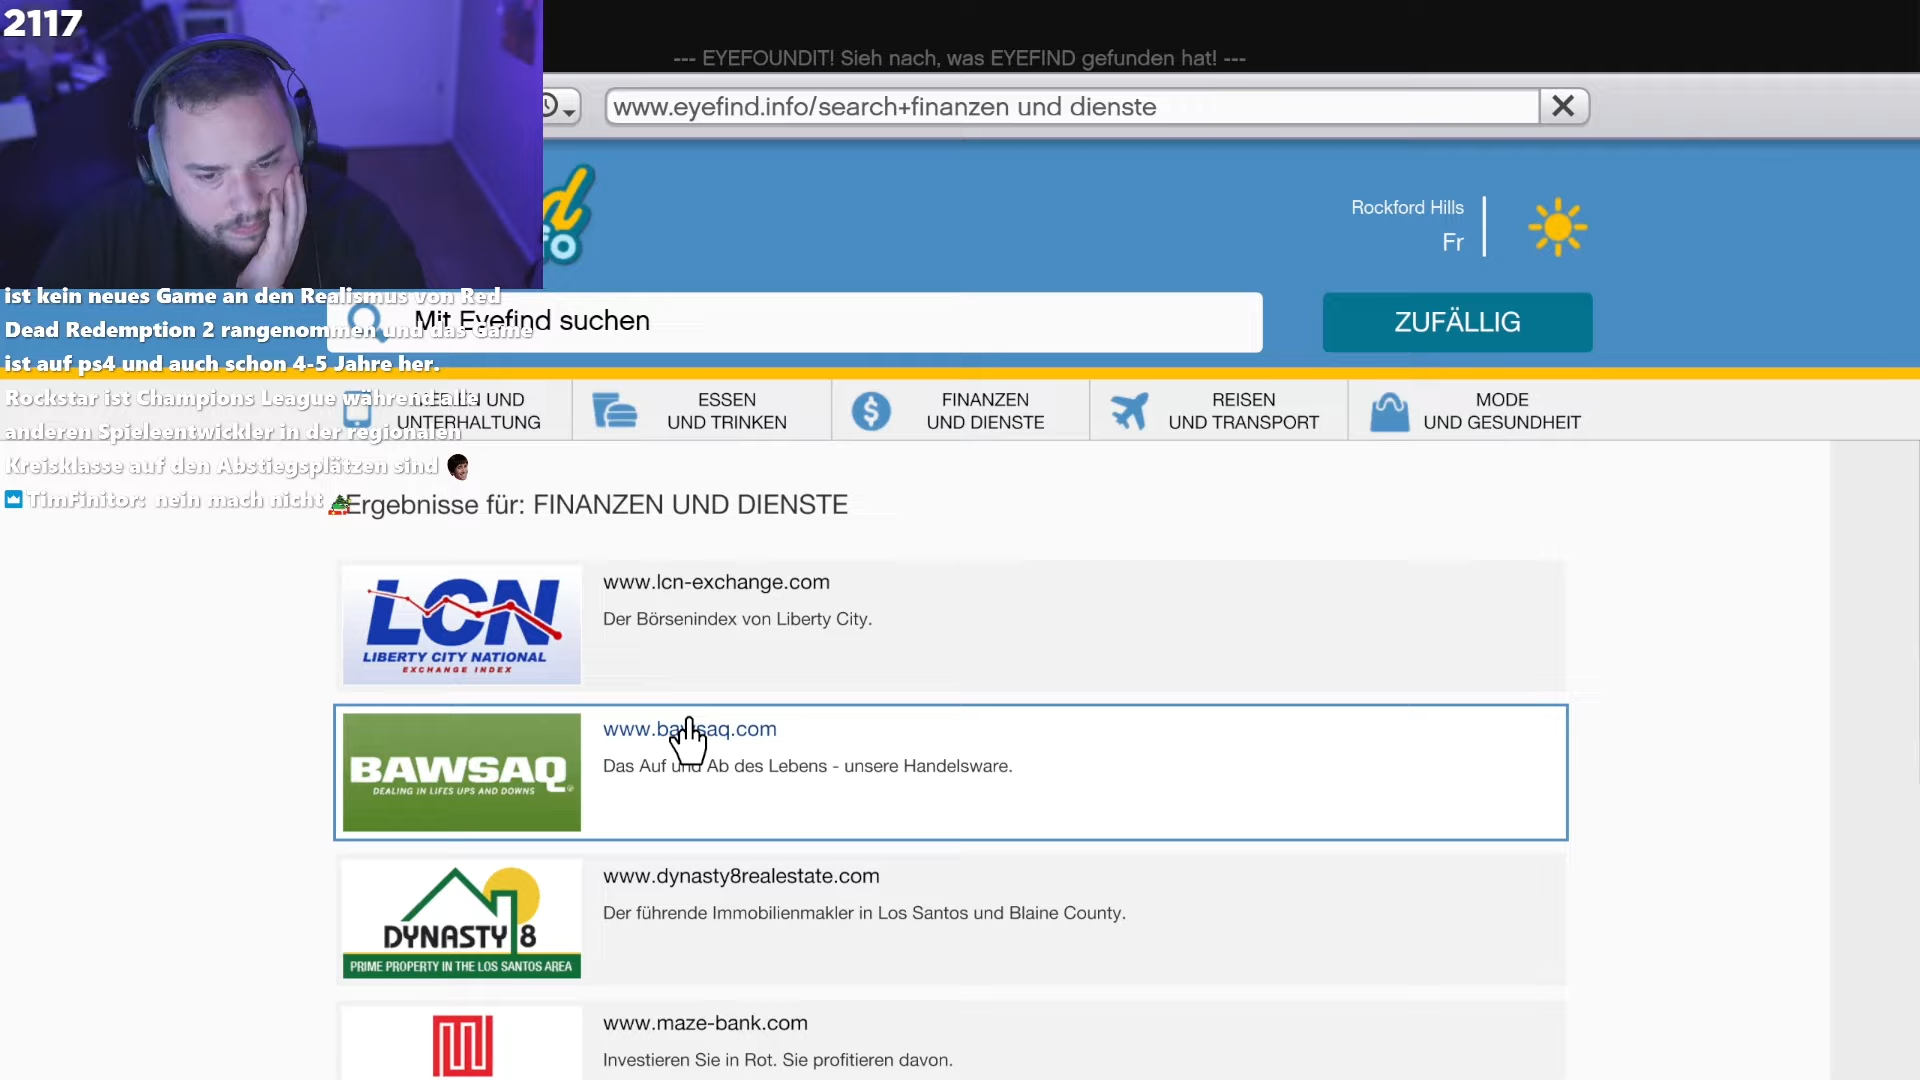 2117
--- EYEFOUNDIT! Sieh nach, was EYEFIND gefunden hat! ---
www.eyefind.info/search+finanzen und dienste
Rockford Hills
Fr
Mit Eyefind suchen
ZUFÄLLIG
ist kein neues Game an den Realismus von Red
Dead Redemption 2 rangenommen und das Game
ist auf ps4 und auch schon 4-5 Jahre her.
Rockstar ist Champions League während alle
anderen Spieleentwickler in der regionalen
Kreisklasse auf den Abstiegsplätzen sind
TimFinitor: nein mach nicht
UND
UNTERHALTUNG
ESSEN
UND TRINKEN
FINANZEN
UND DIENSTE
REISEN
UND TRANSPORT
MODE
UND GESUNDHEIT
Ergebnisse für: FINANZEN UND DIENSTE
LCN
LIBERTY CITY NATIONAL
EXCHANGE INDEX
www.lcn-exchange.com
Der Börsenindex von Liberty City.
BAWSAQ
DEALING IN LIFES UPS AND DOWNS
www.bawsaq.com
Das Auf und Ab des Lebens - unsere Handelsware.
DYNASTY 8
PRIME PROPERTY IN THE LOS SANTOS AREA
www.dynasty8realestate.com
Der führende Immobilienmakler in Los Santos und Blaine County.
www.maze-bank.com
Investieren Sie in Rot. Sie profitieren davon.